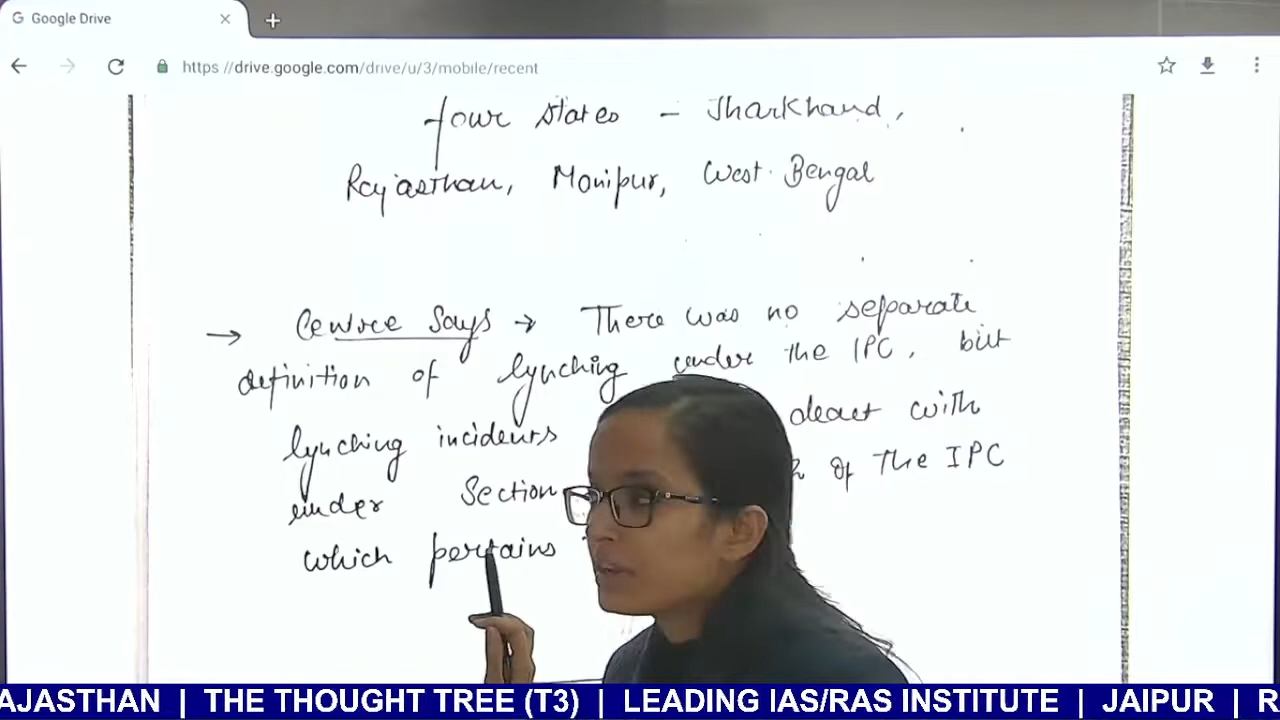 Google Drive
https://drive.google.com/drive/u/3/mobile/recent
four states - Jharkhand,
Rajasthan, Manipur, West Bengal
→ Centre Says → There was no separate
definition of lynching under the IPC, but
lynching incidents dealt with
under Section of the IPC
which pertains
AJASTHAN | THE THOUGHT TREE (T3) | LEADING IAS/RAS INSTITUTE | JAIPUR | R